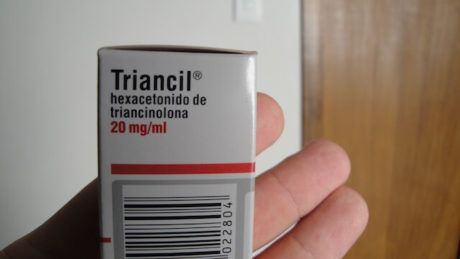 Triancil®
hexacetonido de
triancinolona
20 mg/ml
022804